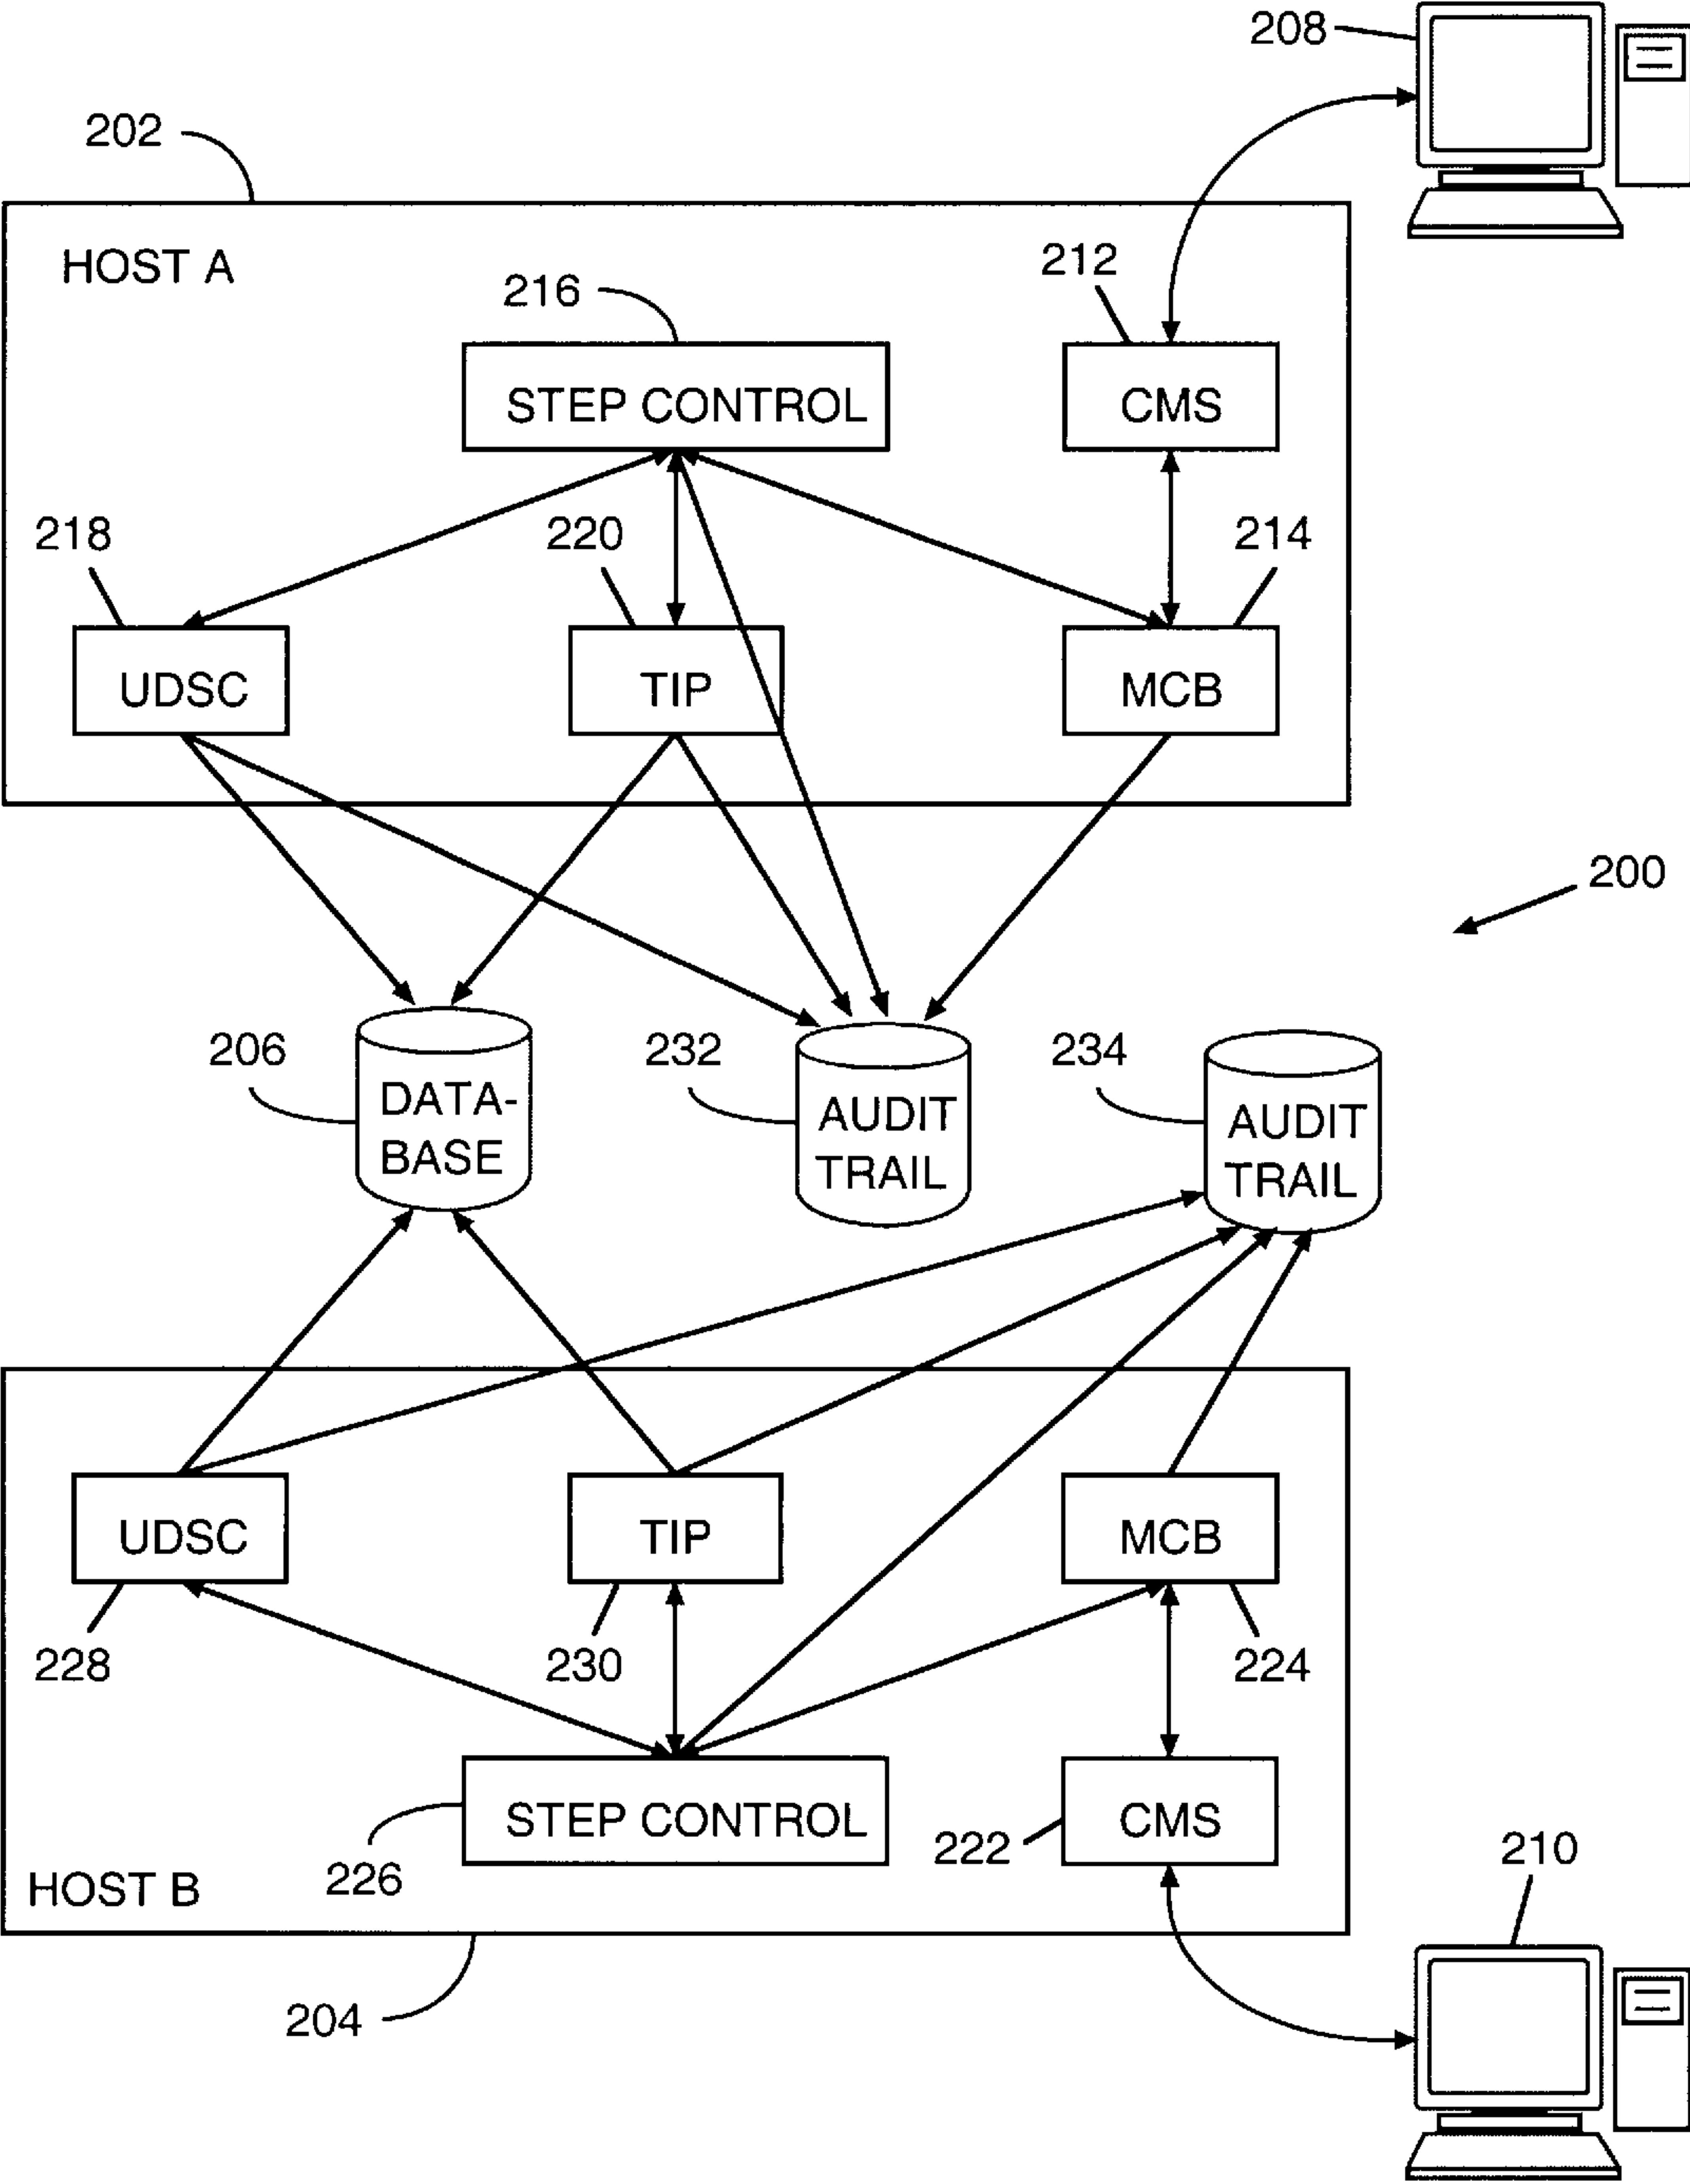 208
202
HOST A
212
216
STEP CONTROL
CMS
218
220
214
UDSC
TIP
MCB
200
206
232
234
DATA-
BASE
AUDIT
TRAIL
AUDIT
TRAIL
UDSC
TIP
MCB
228
230
224
STEP CONTROL
CMS
222
226
HOST B
210
204